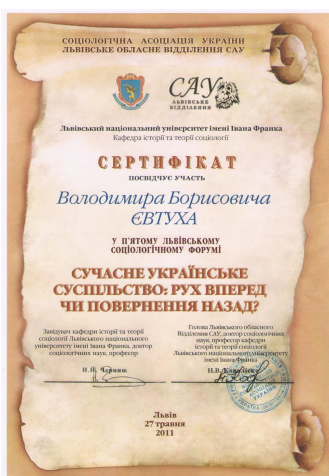 СОЦІОЛОГІЧНА АСОЦІАЦІЯ УКРАЇНИ
ЛЬВІВСЬКЕ ОБЛАСНЕ ВІДДІЛЕННЯ САУ
САУ
ЛЬВІВСЬКЕ
ВІДДІЛЕННЯ
Львівський національний університет імені Івана Франка
Кафедра історії та теорії соціології
СЕРТИФІКАТ
ПОСВІДЧУЄ УЧАСТЬ
Володимира Борисовича
ЄВТУХА
У П'ЯТОМУ ЛЬВІВСЬКОМУ
СОЦІОЛОГІЧНОМУ ФОРУМІ
СУЧАСНЕ УКРАЇНСЬКЕ
СУСПІЛЬСТВО: РУХ ВПЕРЕД
ЧИ ПОВЕРНЕННЯ НАЗАД?
Завідувач кафедри історії та теорії
соціології Львівського національного
університету імені Івана Франка, доктор
соціологічних наук, професор
Н.Й. Черниш
Голова Львівського обласного
Відділення САУ, доктор соціологічних
наук, професор кафедри
історії та теорії соціології
Львівського національного університету
імені Івана Франка
Н.В. Коваліско
Львів
27 травня
2011